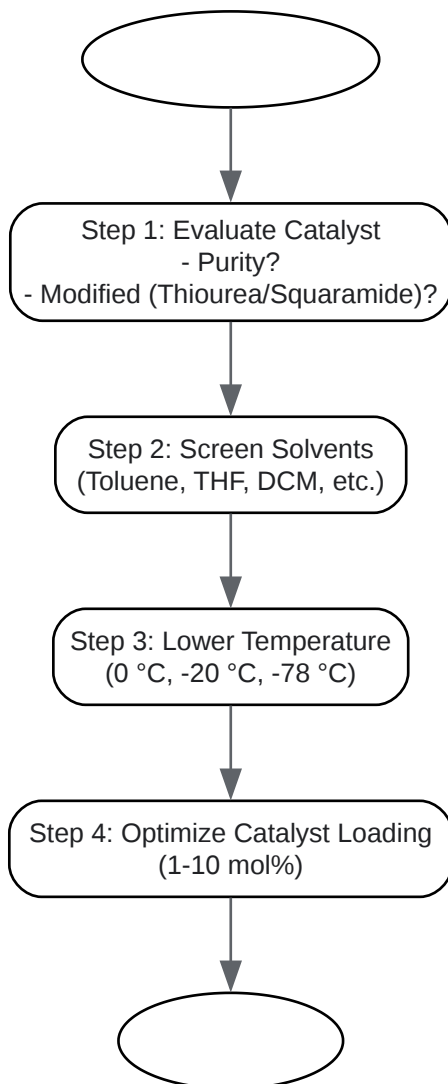 Step 1: Evaluate Catalyst
- Purity?
- Modified (Thiourea/Squaramide)?
Step 2: Screen Solvents
(Toluene, THF, DCM, etc.)
Step 3: Lower Temperature
(0 °C, -20 °C, -78 °C)
Step 4: Optimize Catalyst Loading
(1-10 mol%)